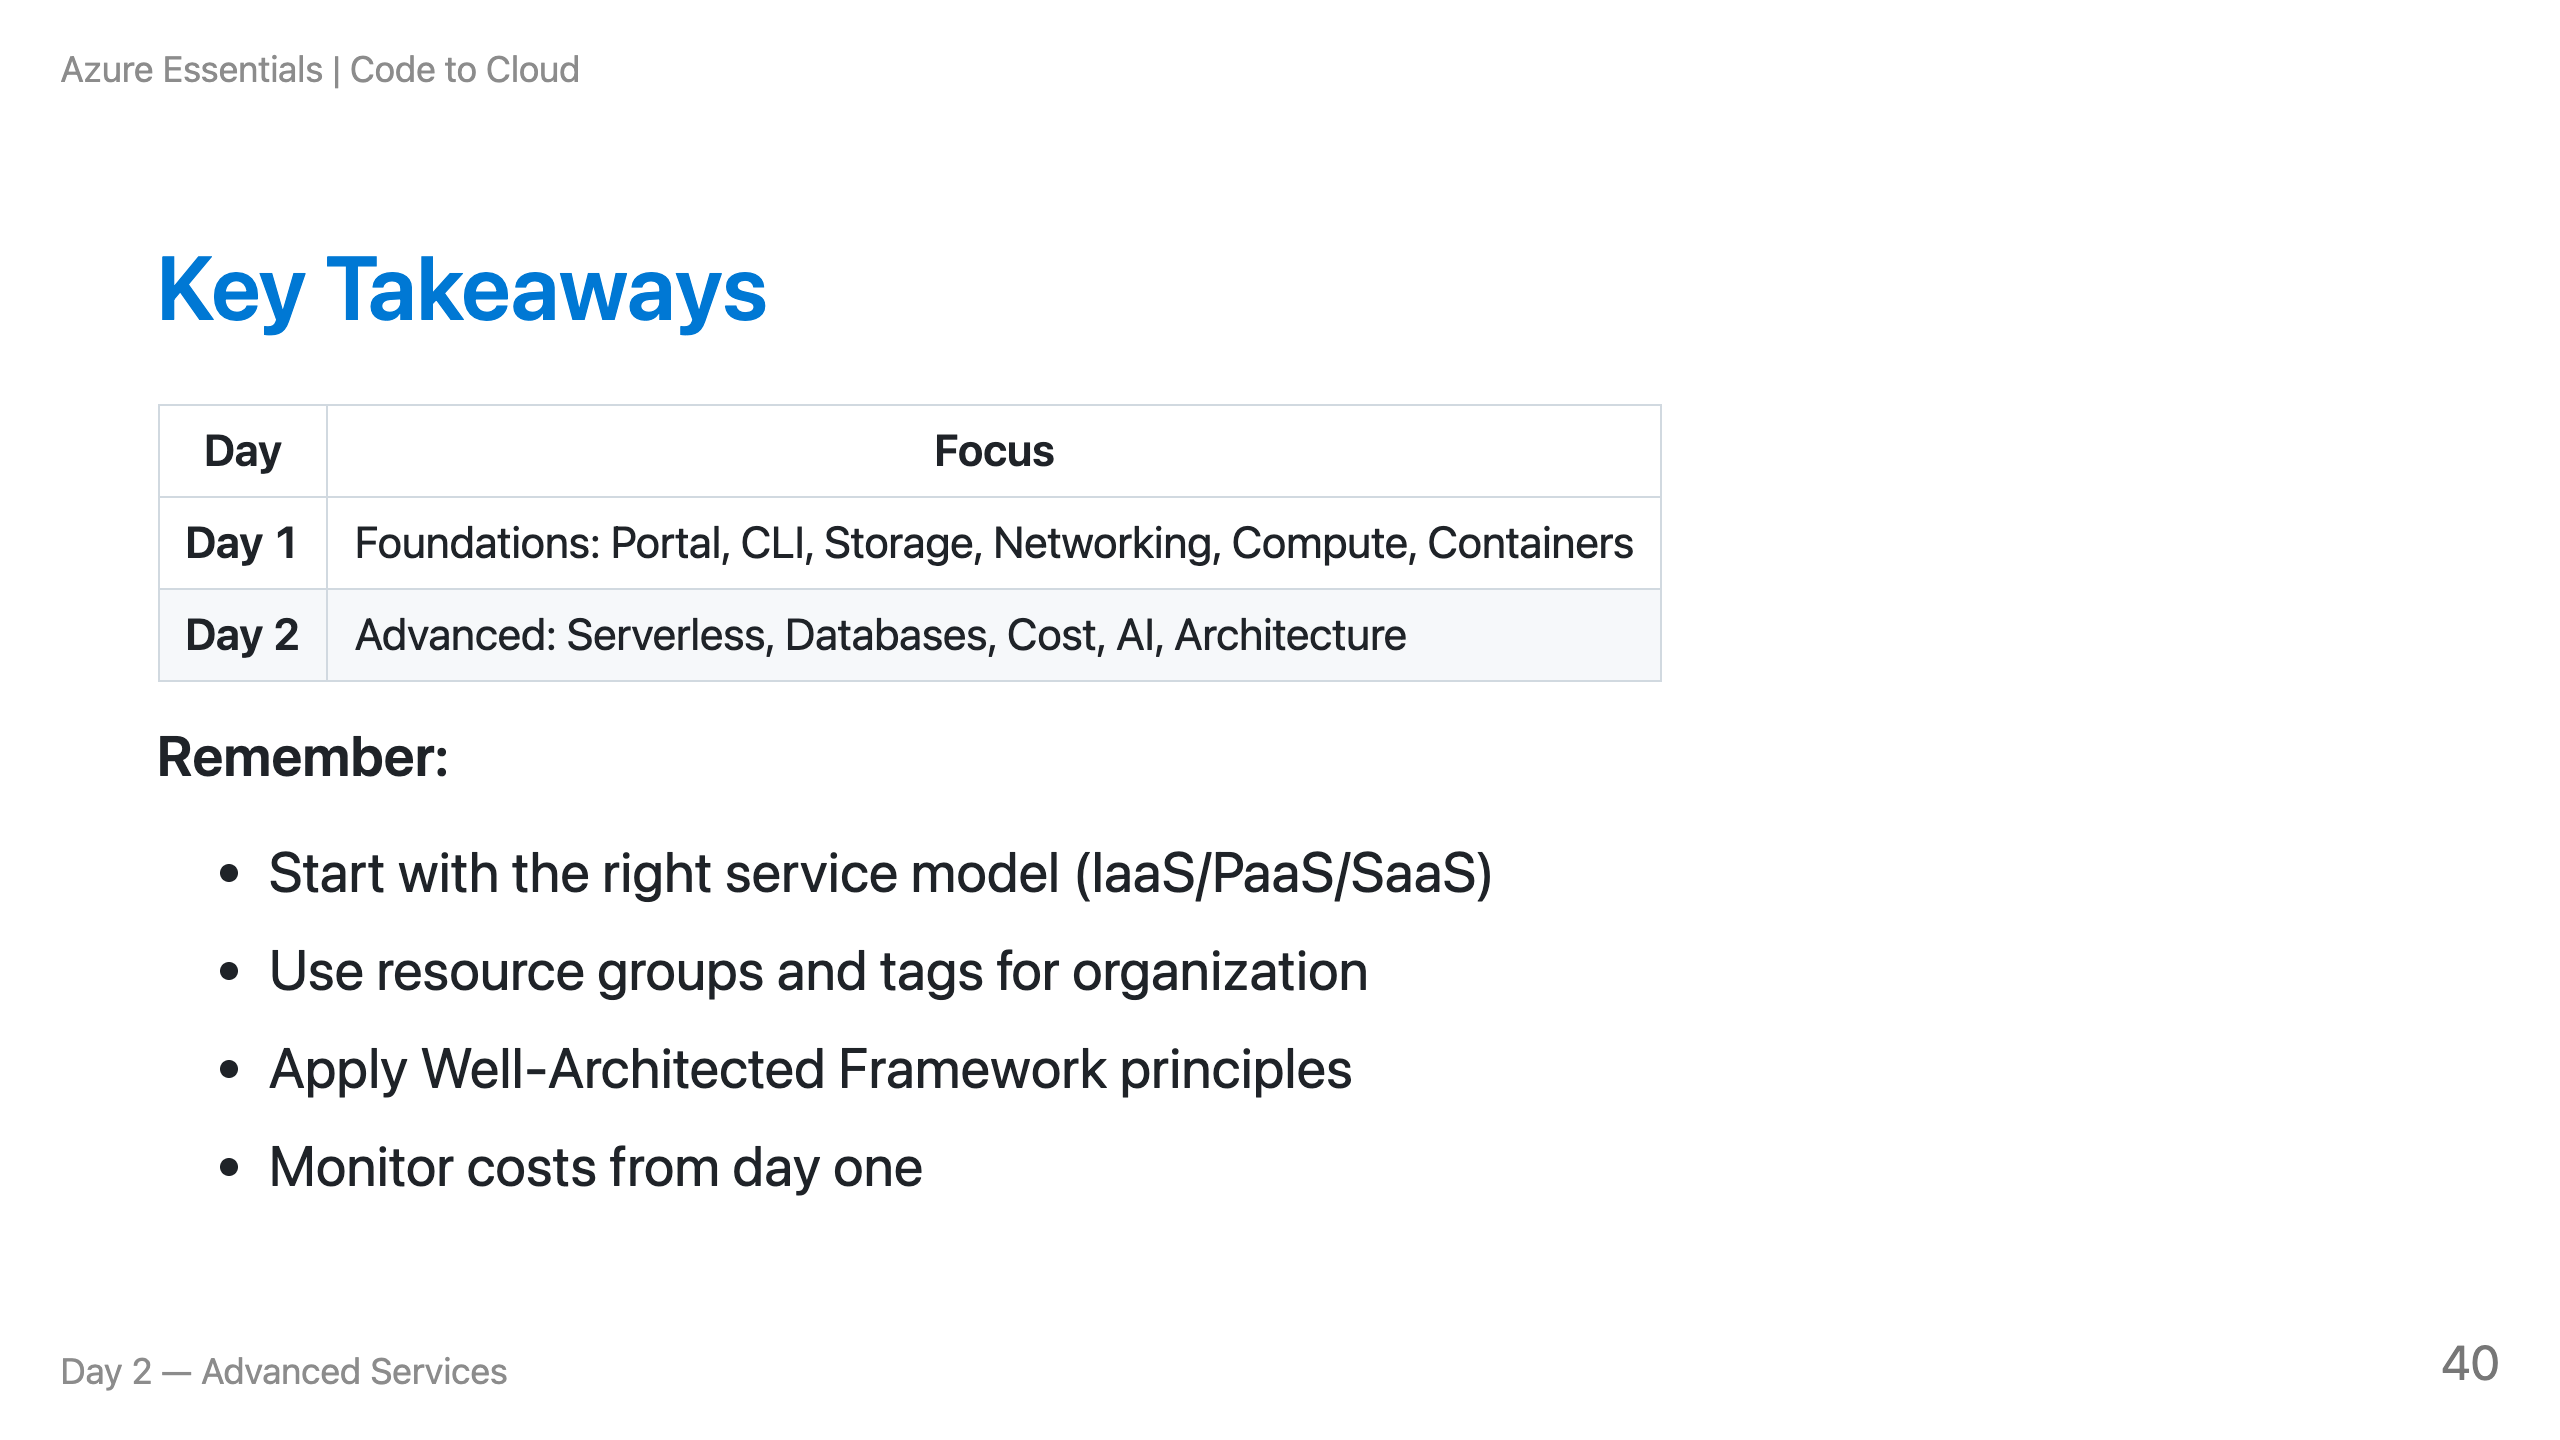 Azure Essentials | Code to Cloud
Key Takeaways
Day Focus
Day 1 Foundations: Portal, CLI, Storage, Networking, Compute, Containers
Day 2 Advanced: Serverless, Databases, Cost, AI, Architecture
Remember:
• Start with the right service model (IaaS/PaaS/SaaS)
• Use resource groups and tags for organization
• Apply Well-Architected Framework principles
• Monitor costs from day one
Day 2 — Advanced Services
40